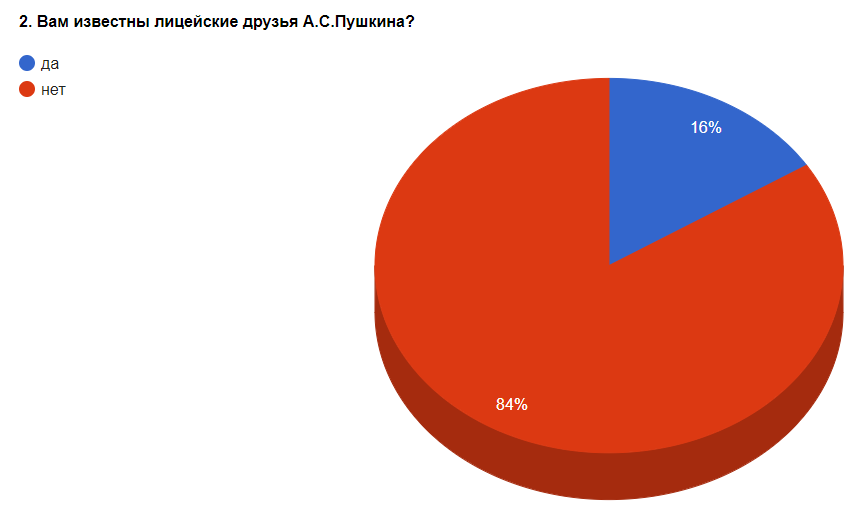 2. Вам известны лицейские друзья А.С.Пушкина?
да
нет
16%
84%